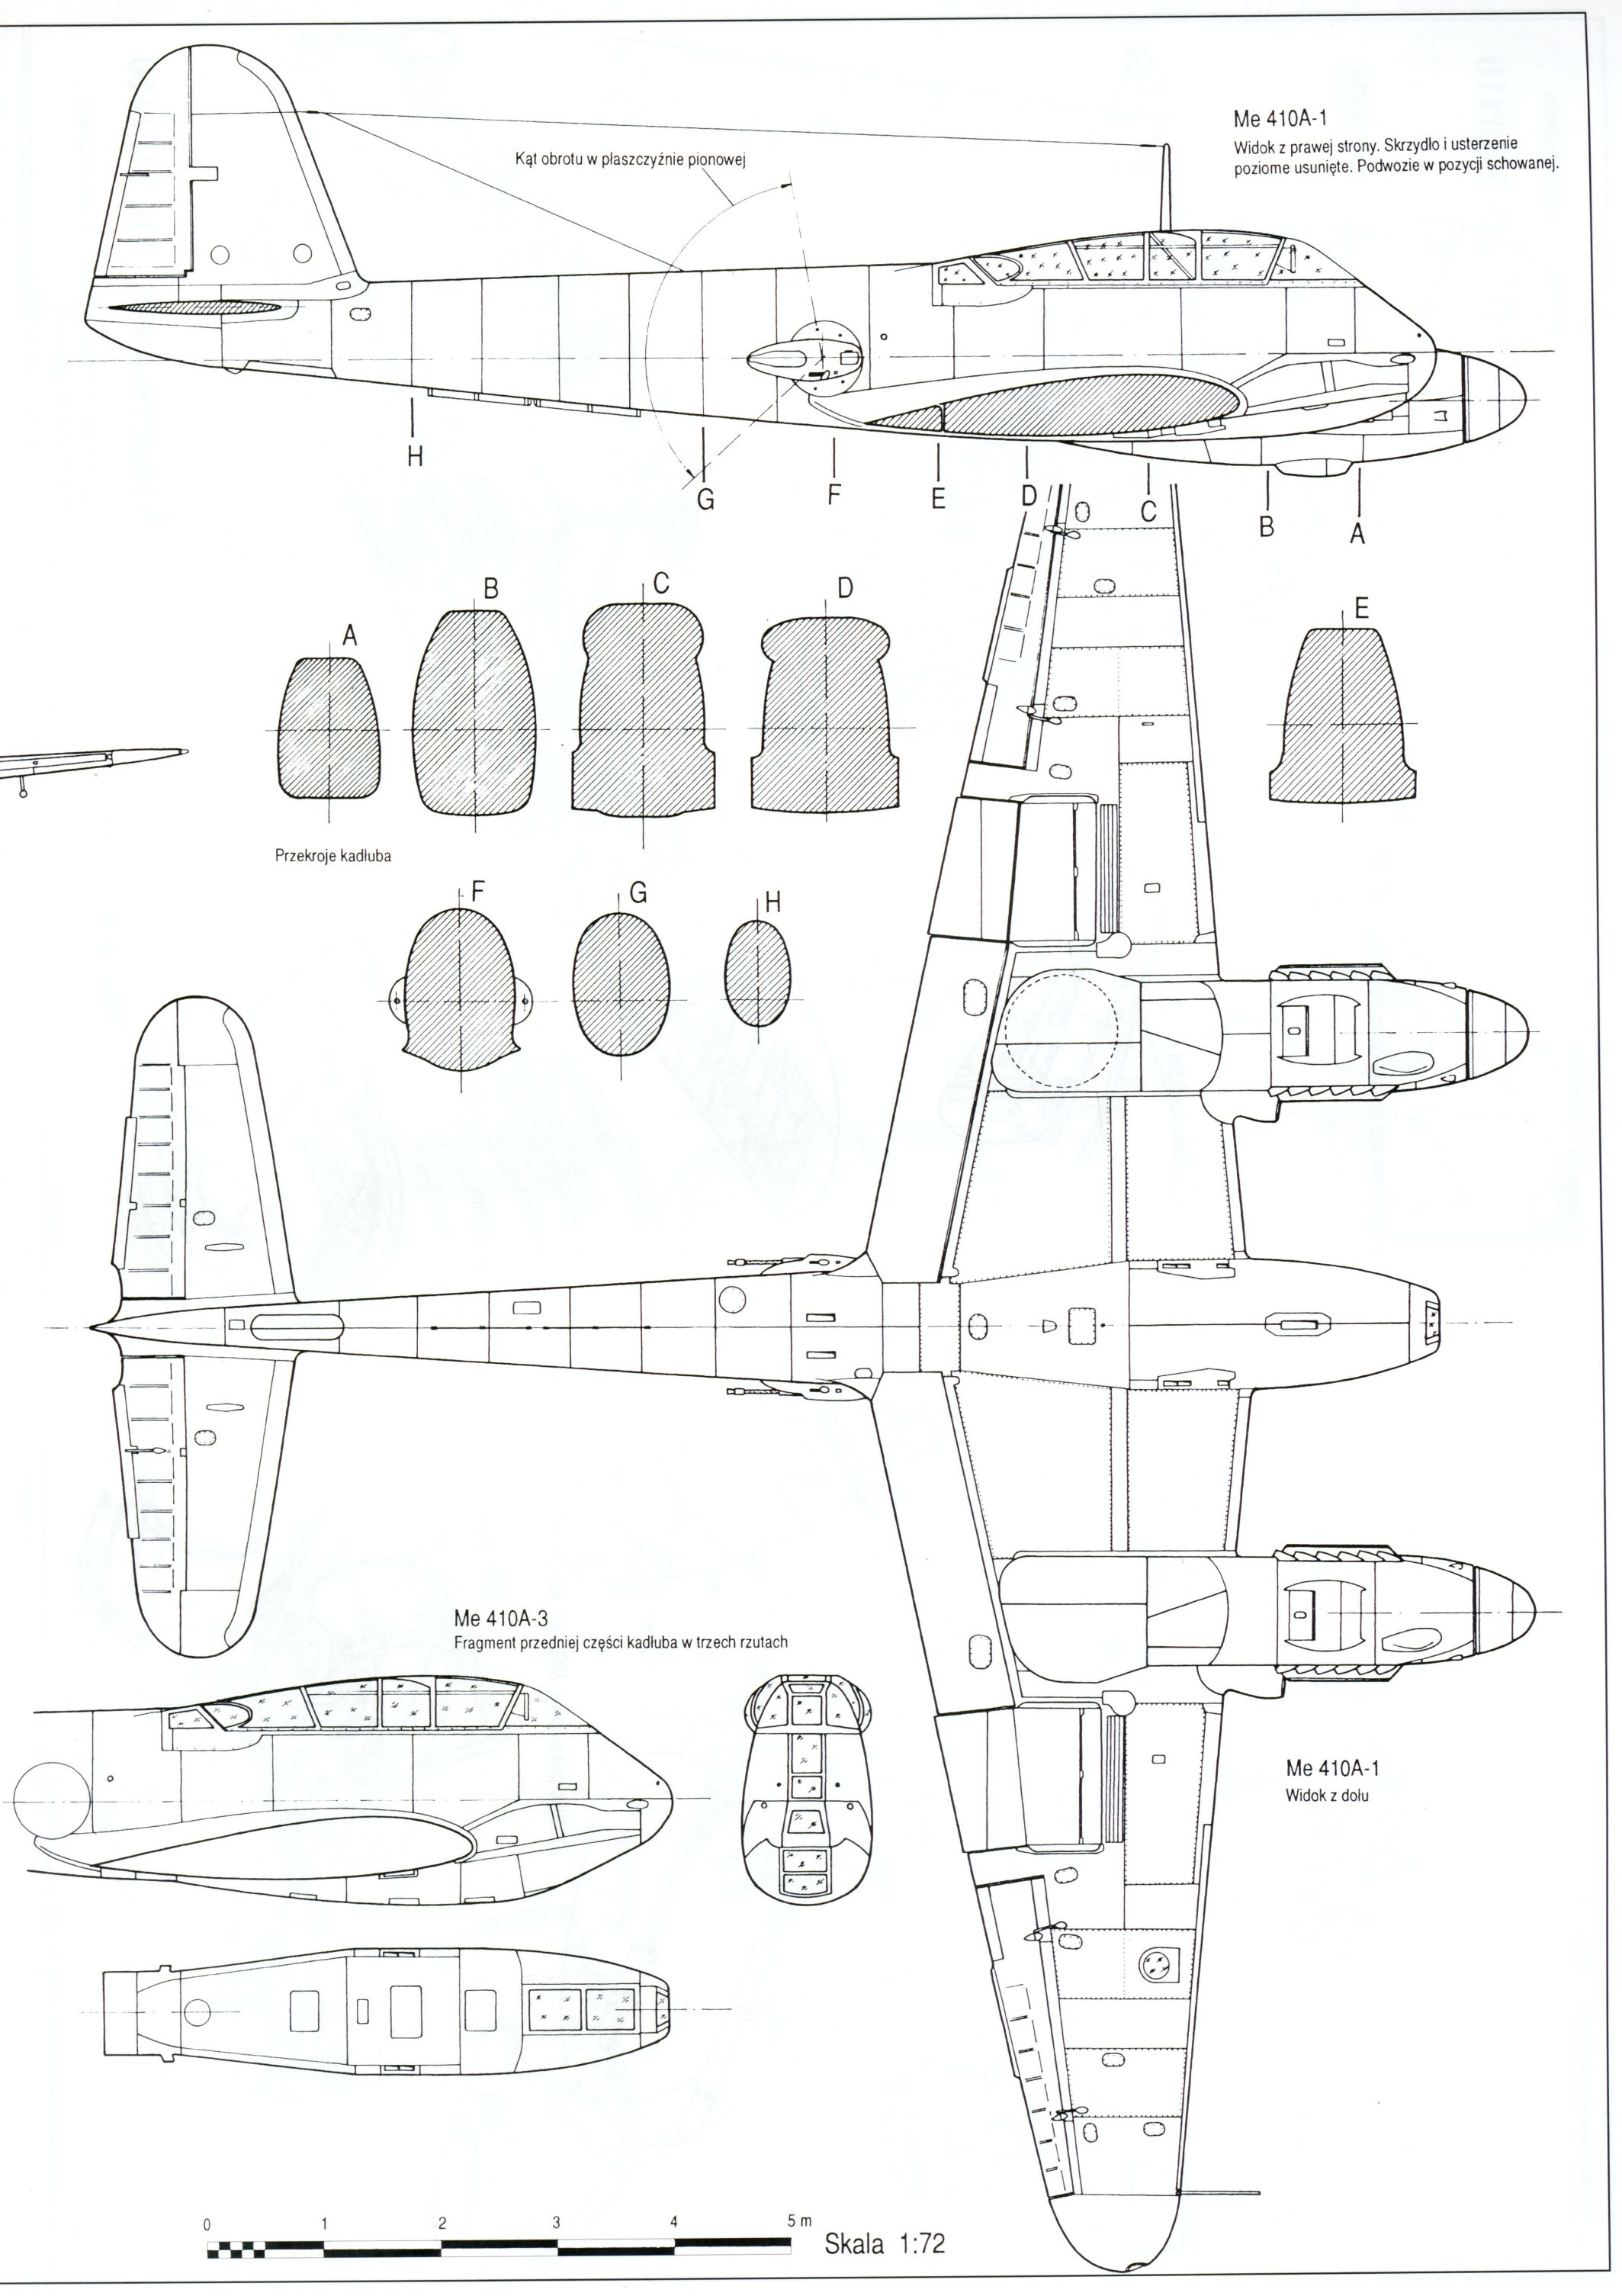 Me 410A-1
Widok z prawej strony. Skrzydło i usterzenie
poziome usunięte. Podwozie w pozycji schowanej.
Kąt obrotu w płaszczyźnie pionowej
H
G
F
E
D
C
B
A
A
B
C
D
E
Przekroje kadłuba
F
G
H
Me 410A-3
Fragment przedniej części kadłuba w trzech rzutach
Me 410A-1
Widok z dołu
0 1 2 3 4 5 m
Skala 1:72